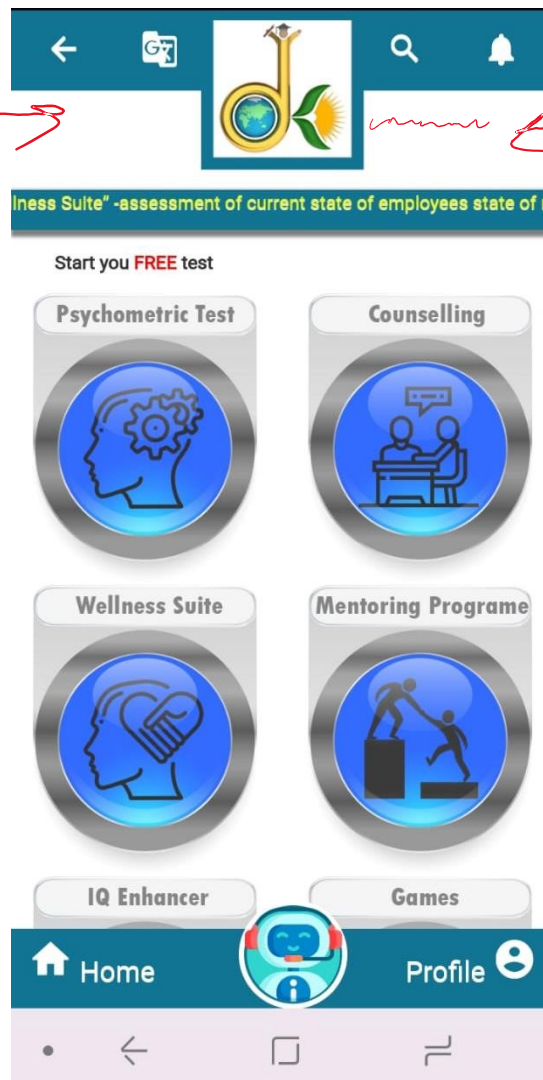 lness Suite" -assessment of current state of employees state of
Start you FREE test
Psychometric Test
Counselling
Wellness Suite
Mentoring Programe
IQ Enhancer
Games
Home
Profile